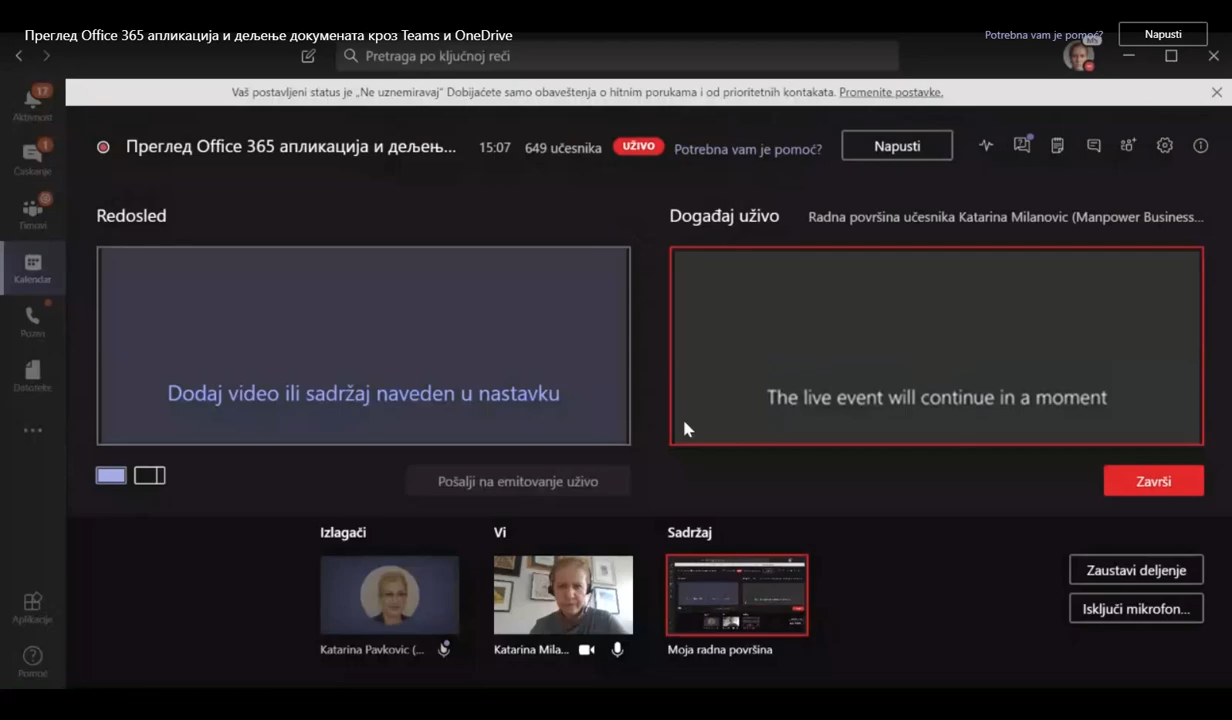 Преглед Office 365 апликација и дељење докумената кроз Teams и OneDrive
Potrebna vam je pomoć?
Napusti
Pretraga po ključnoj reči
MS
17
Aktivnost
Vaš postavljeni status je „Ne uznemiravaj“ Dobijaćete samo obaveštenja o hitnim porukama i od prioritetnih kontakata. Promenite postavke.
1
Ćaskanje
Преглед Office 365 апликација и дељењ...
15:07
649 učesnika
UŽIVO
Potrebna vam je pomoć?
Napusti
Timovi
Redosled
Događaj uživo
Radna površina učesnika Katarina Milanovic (Manpower Business...
Kalendar
Pozivi
Datoteke
Dodaj video ili sadržaj naveden u nastavku
The live event will continue in a moment
Pošalji na emitovanje uživo
Završi
Izlagači
Vi
Sadržaj
Zaustavi deljenje
Isključi mikrofon...
Aplikacije
Katarina Pavkovic (...
Katarina Mila...
Moja radna površina
Pomoć